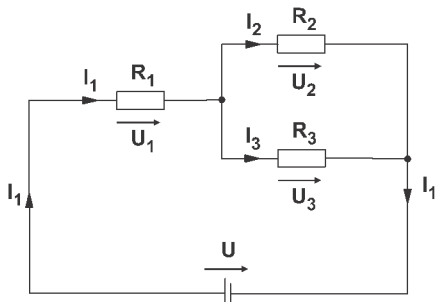 I₂ R₂
I₁ R₁ U₂
U₁ I₃ R₃
I₁ U₃ I₁
U